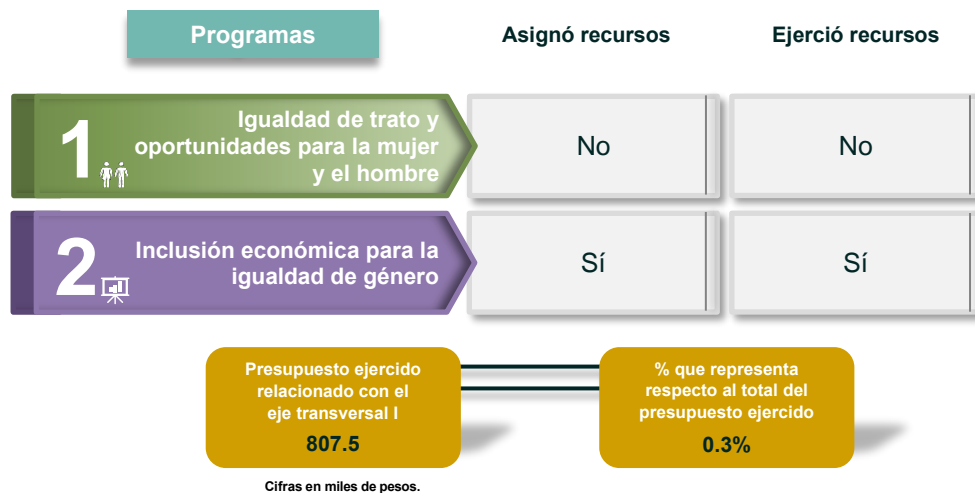 Programas
Asignó recursos
Ejerció recursos
1
Igualdad de trato y
oportunidades para la mujer
y el hombre
No
No
2
Inclusión económica para la
igualdad de género
Sí
Sí
Presupuesto ejercido
relacionado con el
eje transversal I
807.5
% que representa
respecto al total del
presupuesto ejercido
0.3%
Cifras en miles de pesos.